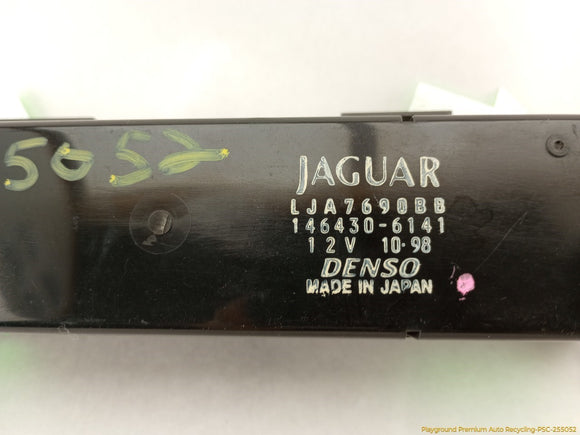 5052
JAGUAR
LJA7690BB
146430-6141
12V 10·98
DENSO
MADE IN JAPAN
Playground Premium Auto Recycling-PSC-255052